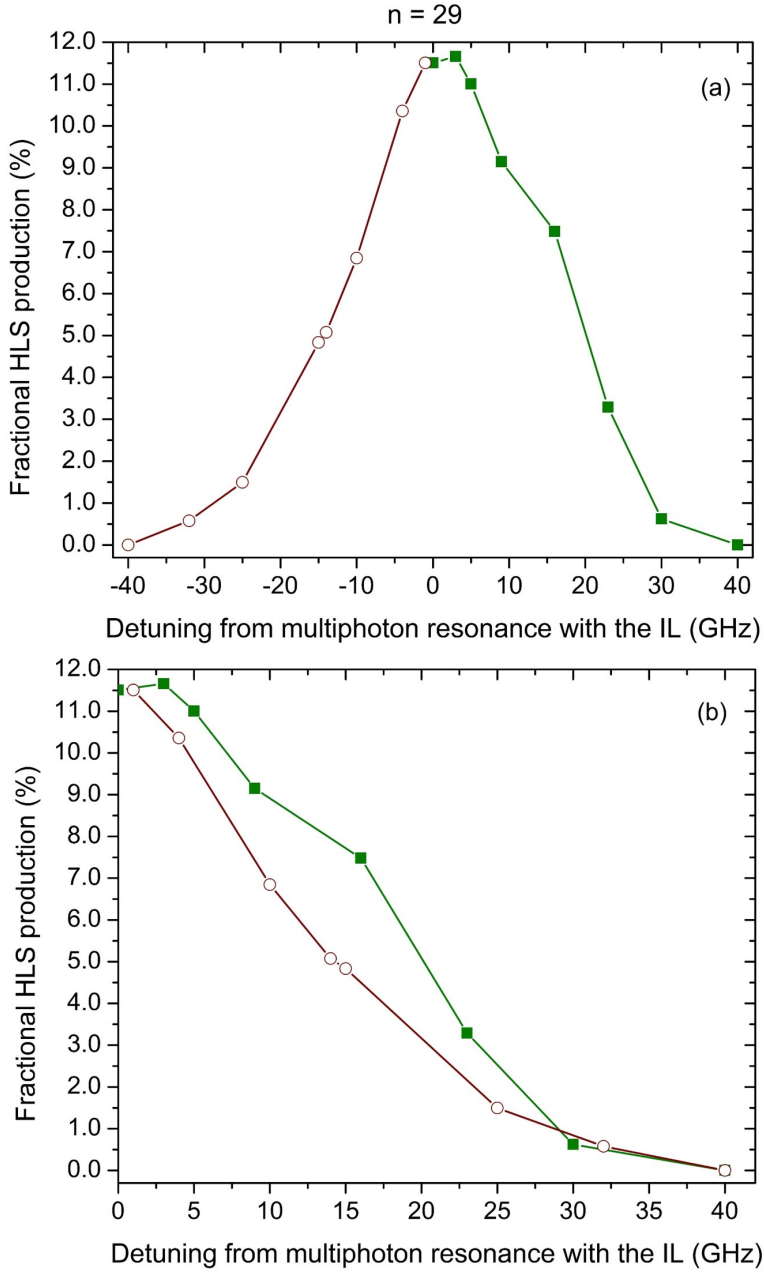 n = 29
12.0
11.0
10.0
9.0
8.0
7.0
6.0
5.0
4.0
3.0
2.0
1.0
0.0
Fractional HLS production (%)
(a)
-40 -30 -20 -10 0 10 20 30 40
Detuning from multiphoton resonance with the IL (GHz)
12.0
11.0
10.0
9.0
8.0
7.0
6.0
5.0
4.0
3.0
2.0
1.0
0.0
Fractional HLS production (%)
(b)
0 5 10 15 20 25 30 35 40
Detuning from multiphoton resonance with the IL (GHz)